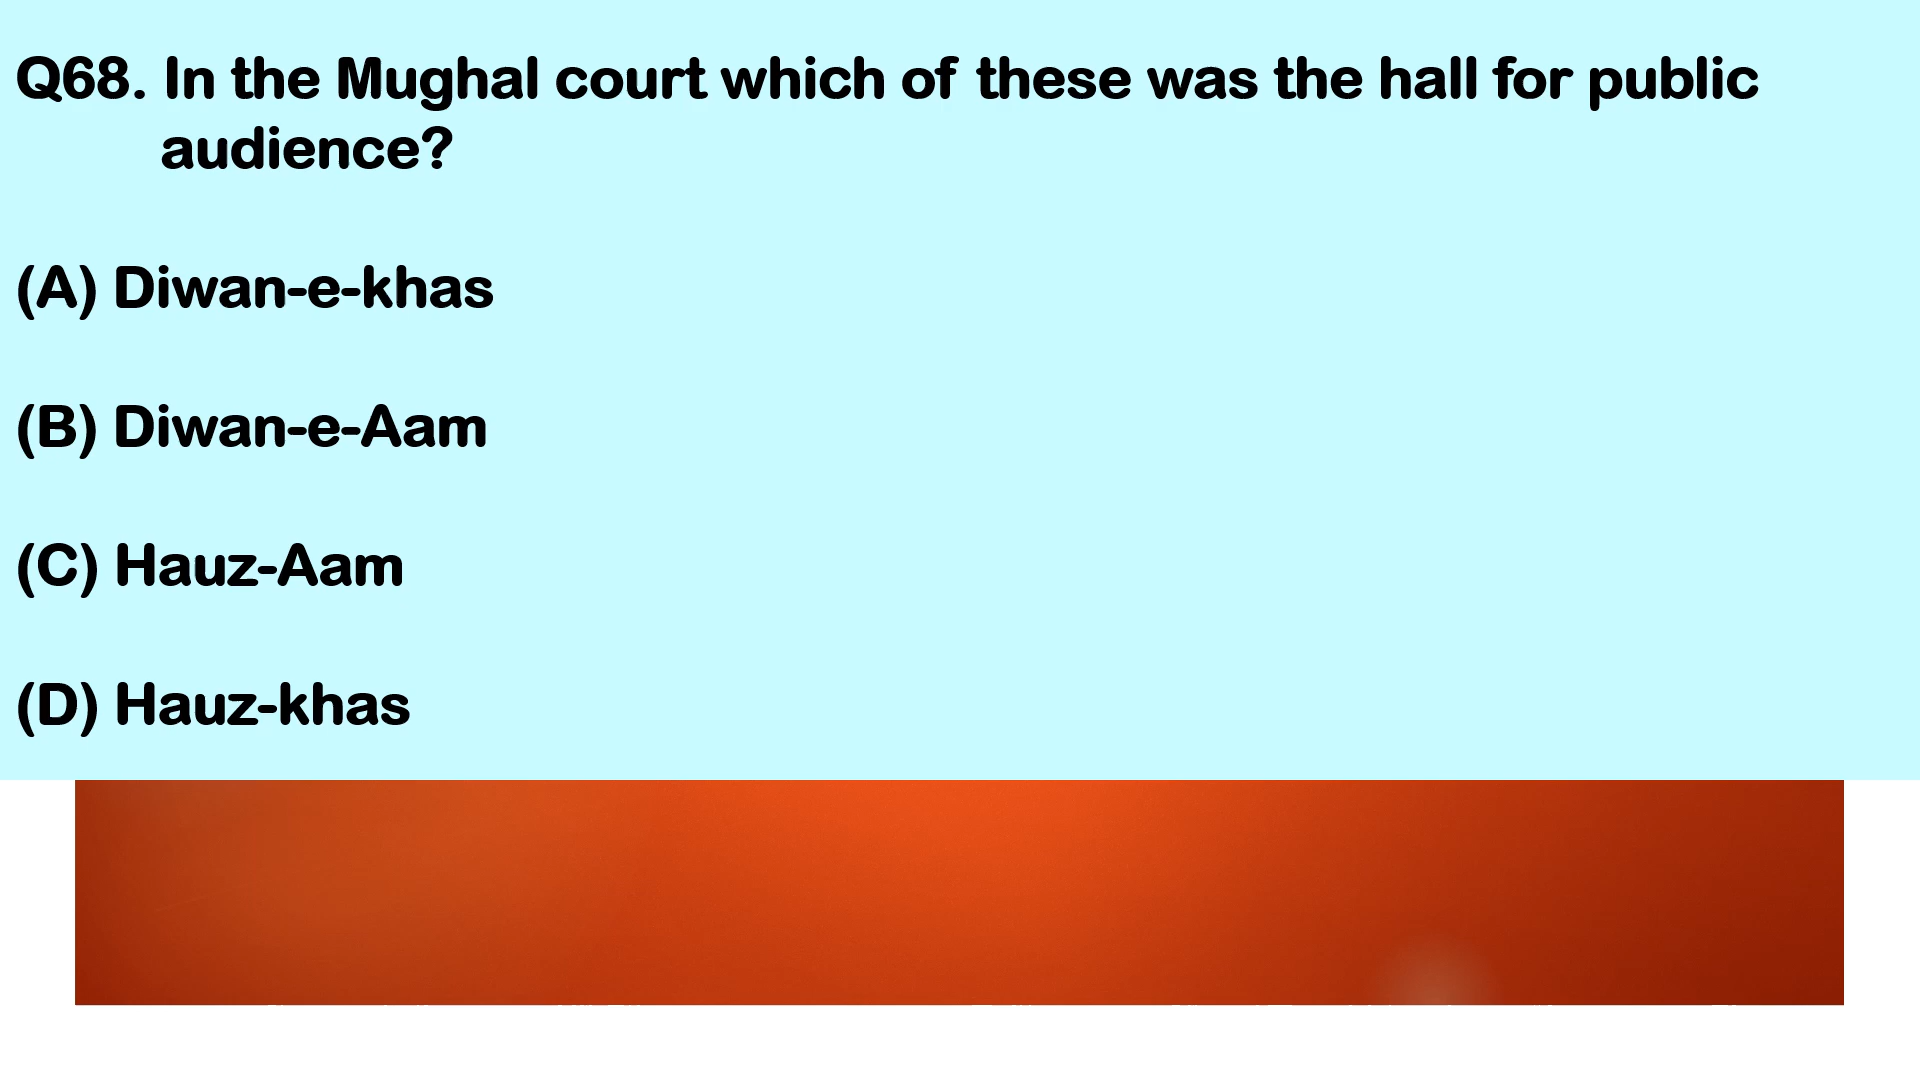 Q68. In the Mughal court which of these was the hall for public
audience?
(A) Diwan-e-khas
(B) Diwan-e-Aam
(C) Hauz-Aam
(D) Hauz-khas